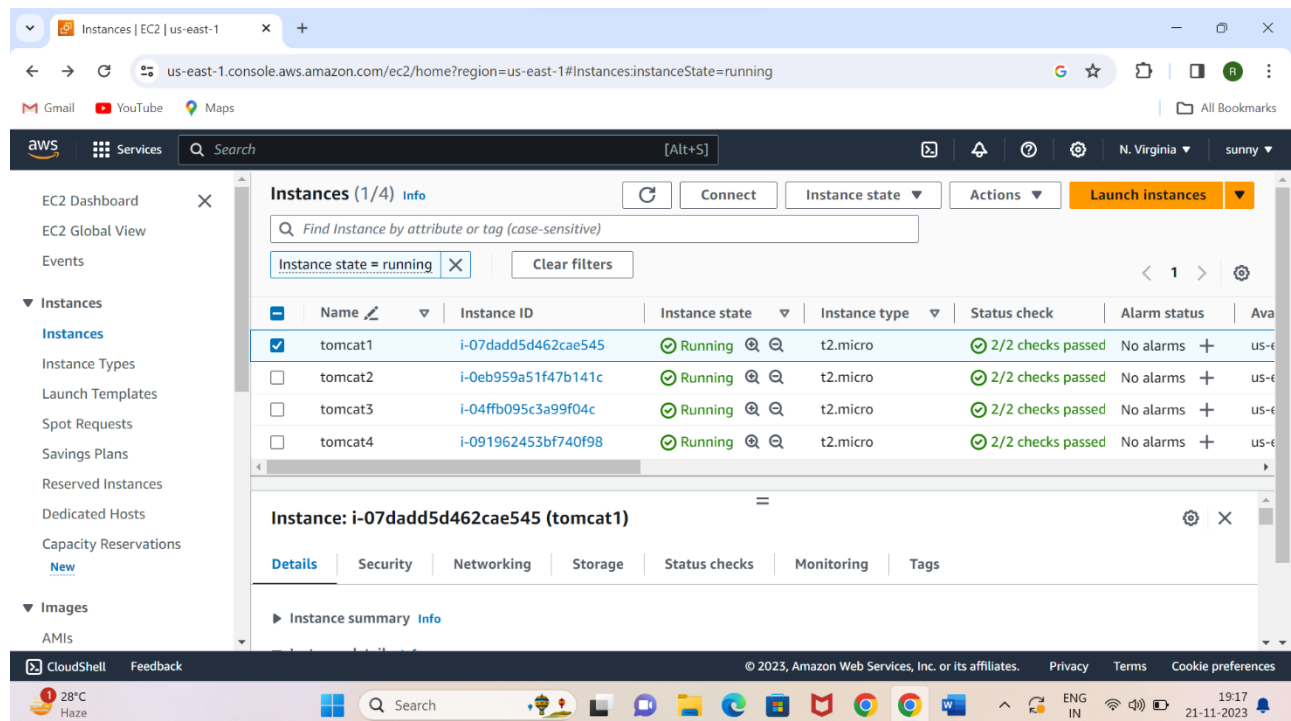 Instances | EC2 | us-east-1
us-east-1.console.aws.amazon.com/ec2/home?region=us-east-1#Instances:instanceState=running
G
R
Gmail YouTube Maps All Bookmarks
aws Services Search [Alt+S] N. Virginia ▼ sunny ▼
EC2 Dashboard
EC2 Global View
Events
Instances
Instances
Instance Types
Launch Templates
Spot Requests
Savings Plans
Reserved Instances
Dedicated Hosts
Capacity Reservations
New
Images
AMIs
Instances (1/4) Info Connect Instance state ▼ Actions ▼ Launch instances ▼
Find Instance by attribute or tag (case-sensitive)
Instance state = running Clear filters 1
Name Instance ID Instance state Instance type Status check Alarm status Ava
tomcat1 i-07dadd5d462cae545 Running t2.micro 2/2 checks passed No alarms + us-e
tomcat2 i-0eb959a51f47b141c Running t2.micro 2/2 checks passed No alarms + us-e
tomcat3 i-04ffb095c3a99f04c Running t2.micro 2/2 checks passed No alarms + us-e
tomcat4 i-091962453bf740f98 Running t2.micro 2/2 checks passed No alarms + us-e
Instance: i-07dadd5d462cae545 (tomcat1)
Details Security Networking Storage Status checks Monitoring Tags
Instance summary Info
CloudShell Feedback © 2023, Amazon Web Services, Inc. or its affiliates. Privacy Terms Cookie preferences
1 28°C
Haze
Search
W
ENG
IN
19:17
21-11-2023